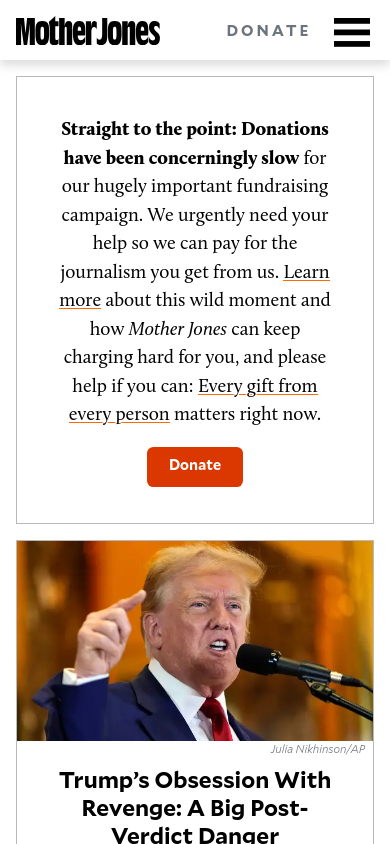 Mother Jones
DONATE
Straight to the point: Donations
have been concerningly slow for
our hugely important fundraising
campaign. We urgently need your
help so we can pay for the
journalism you get from us. Learn
more about this wild moment and
how Mother Jones can keep
charging hard for you, and please
help if you can: Every gift from
every person matters right now.
Donate
Julia Nikhinson/AP
Trump’s Obsession With
Revenge: A Big Post-
Verdict Danger